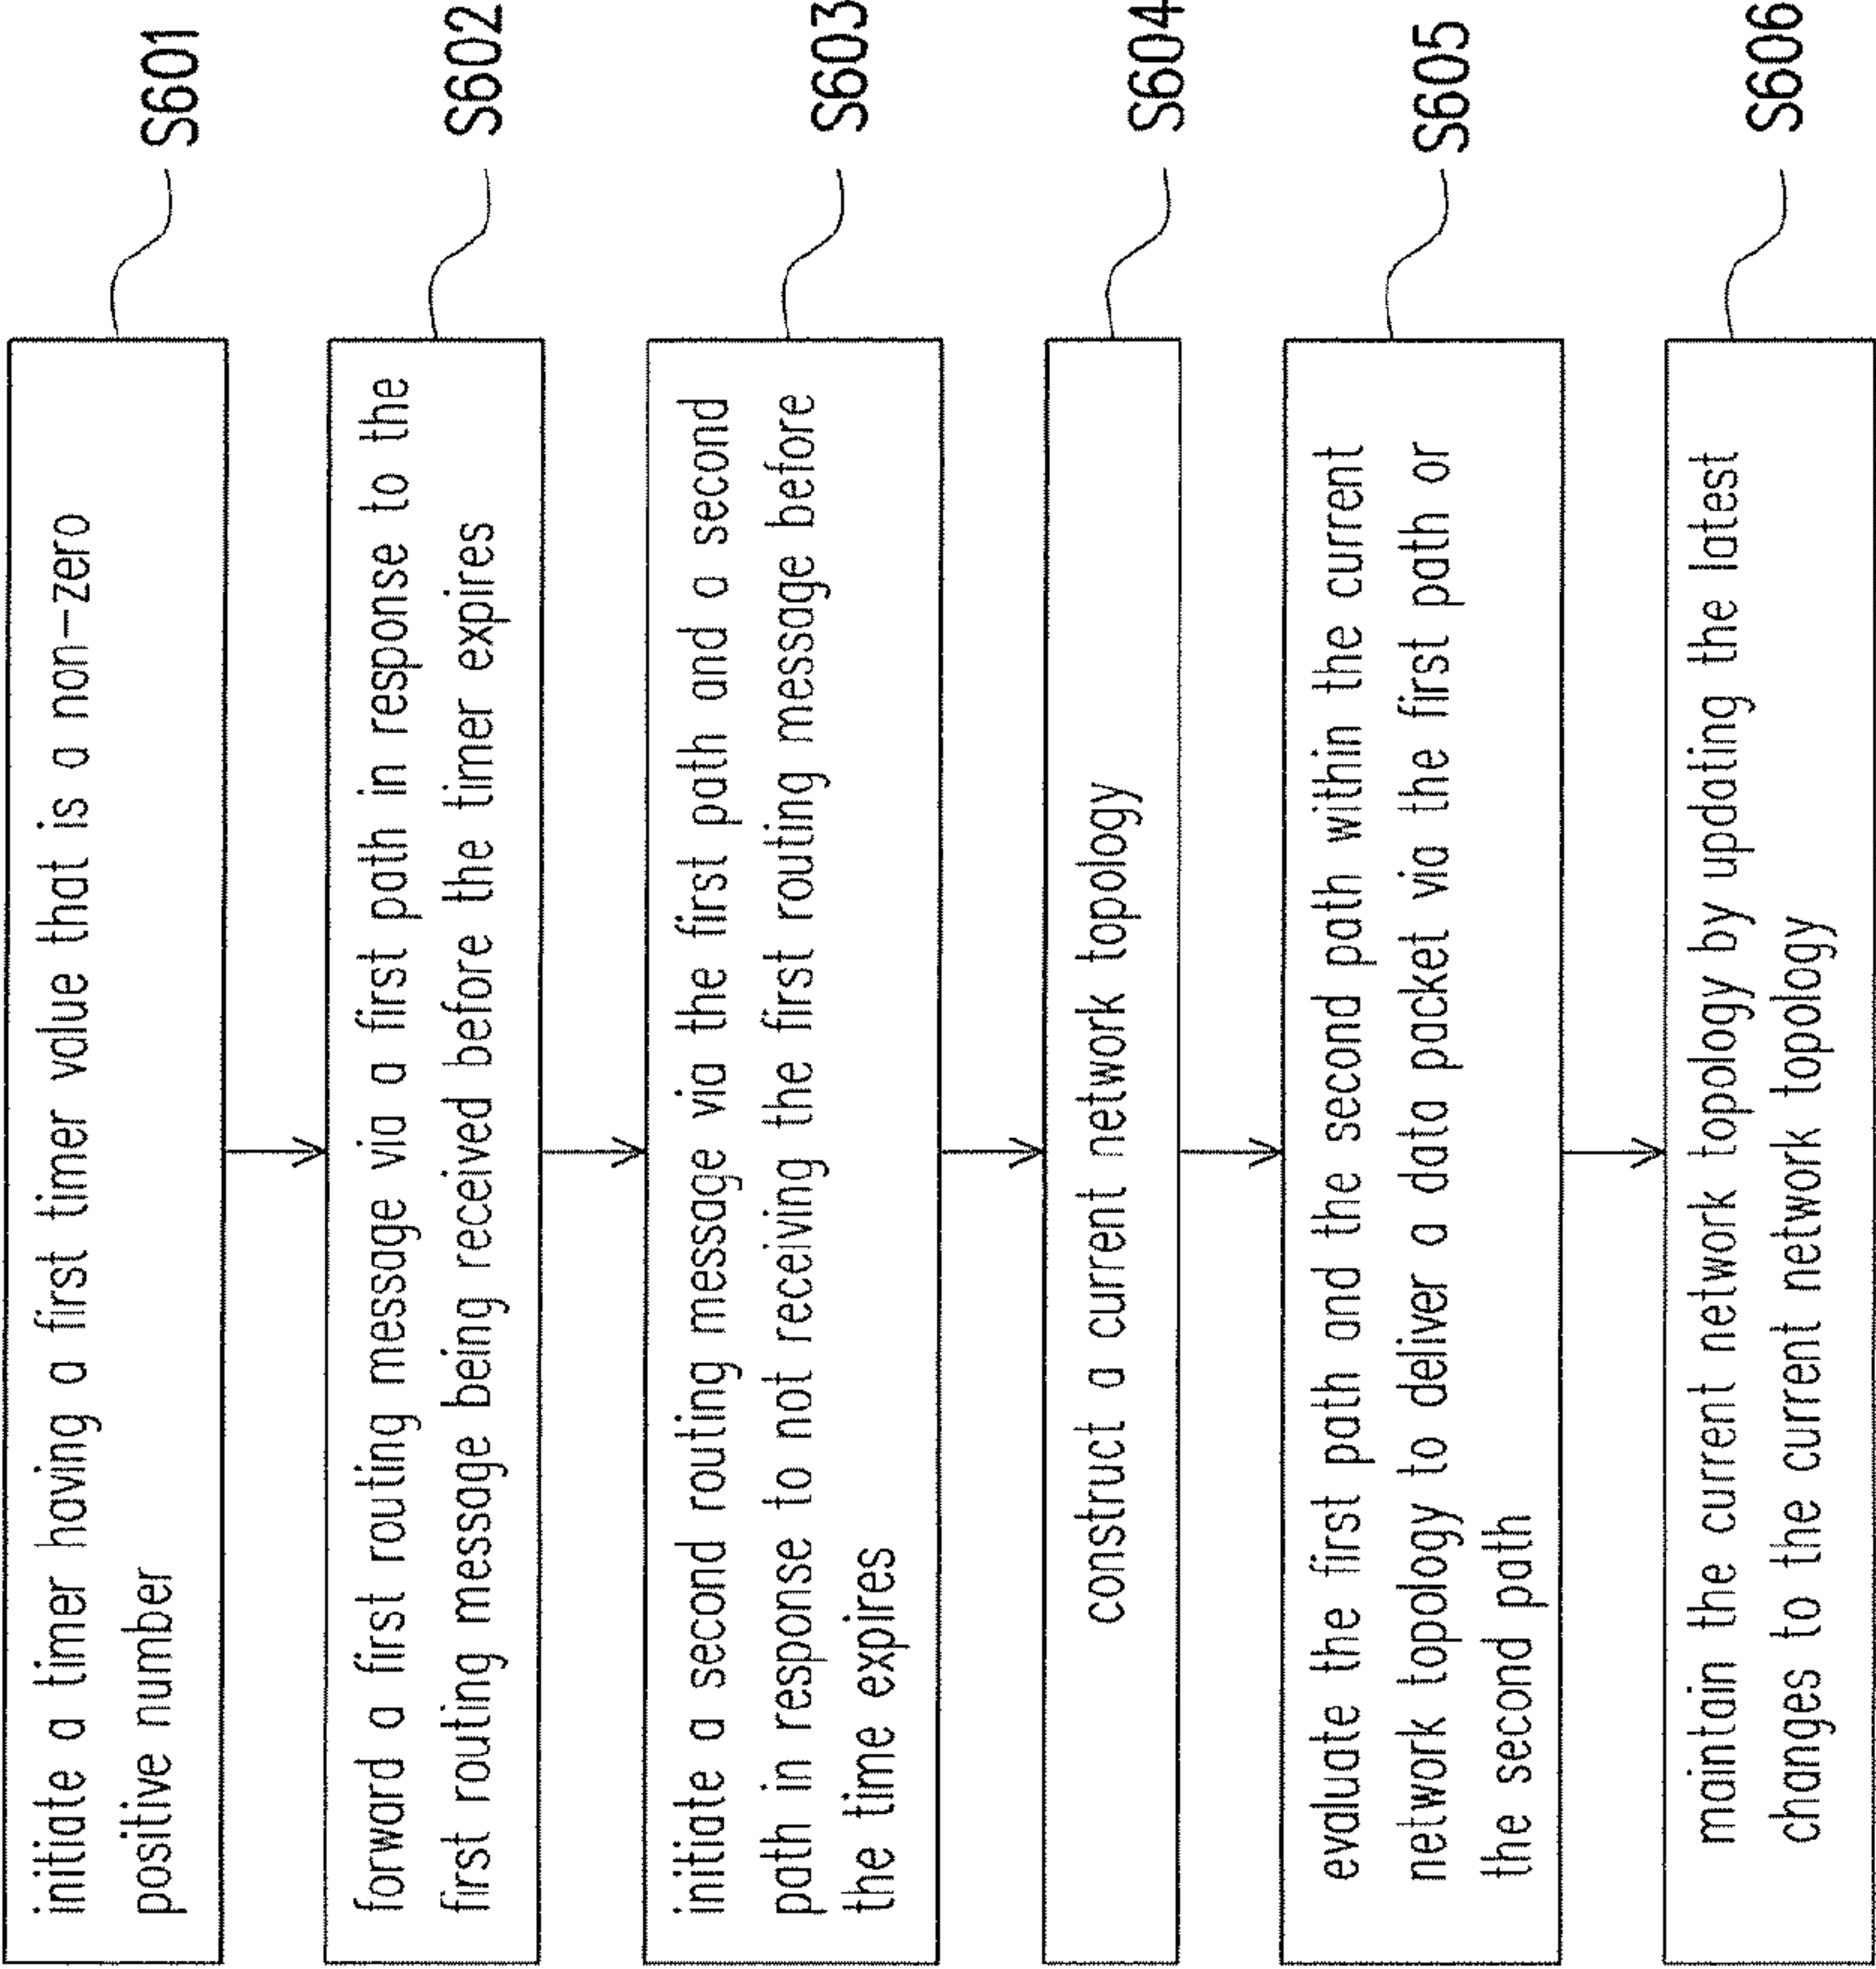 initiate a timer having a first timer value that is a non-zero
positive number
S601
forward a first routing message via a first path in response to the
first routing message being received before the timer expires
S602
initiate a second routing message via the first path and a second
path in response to not receiving the first routing message before
the time expires
S603
construct a current network topology
S604
evaluate the first path and the second path within the current
network topology to deliver a data packet via the first path or
the second path
S605
maintain the current network topology by updating the latest
changes to the current network topology
S606